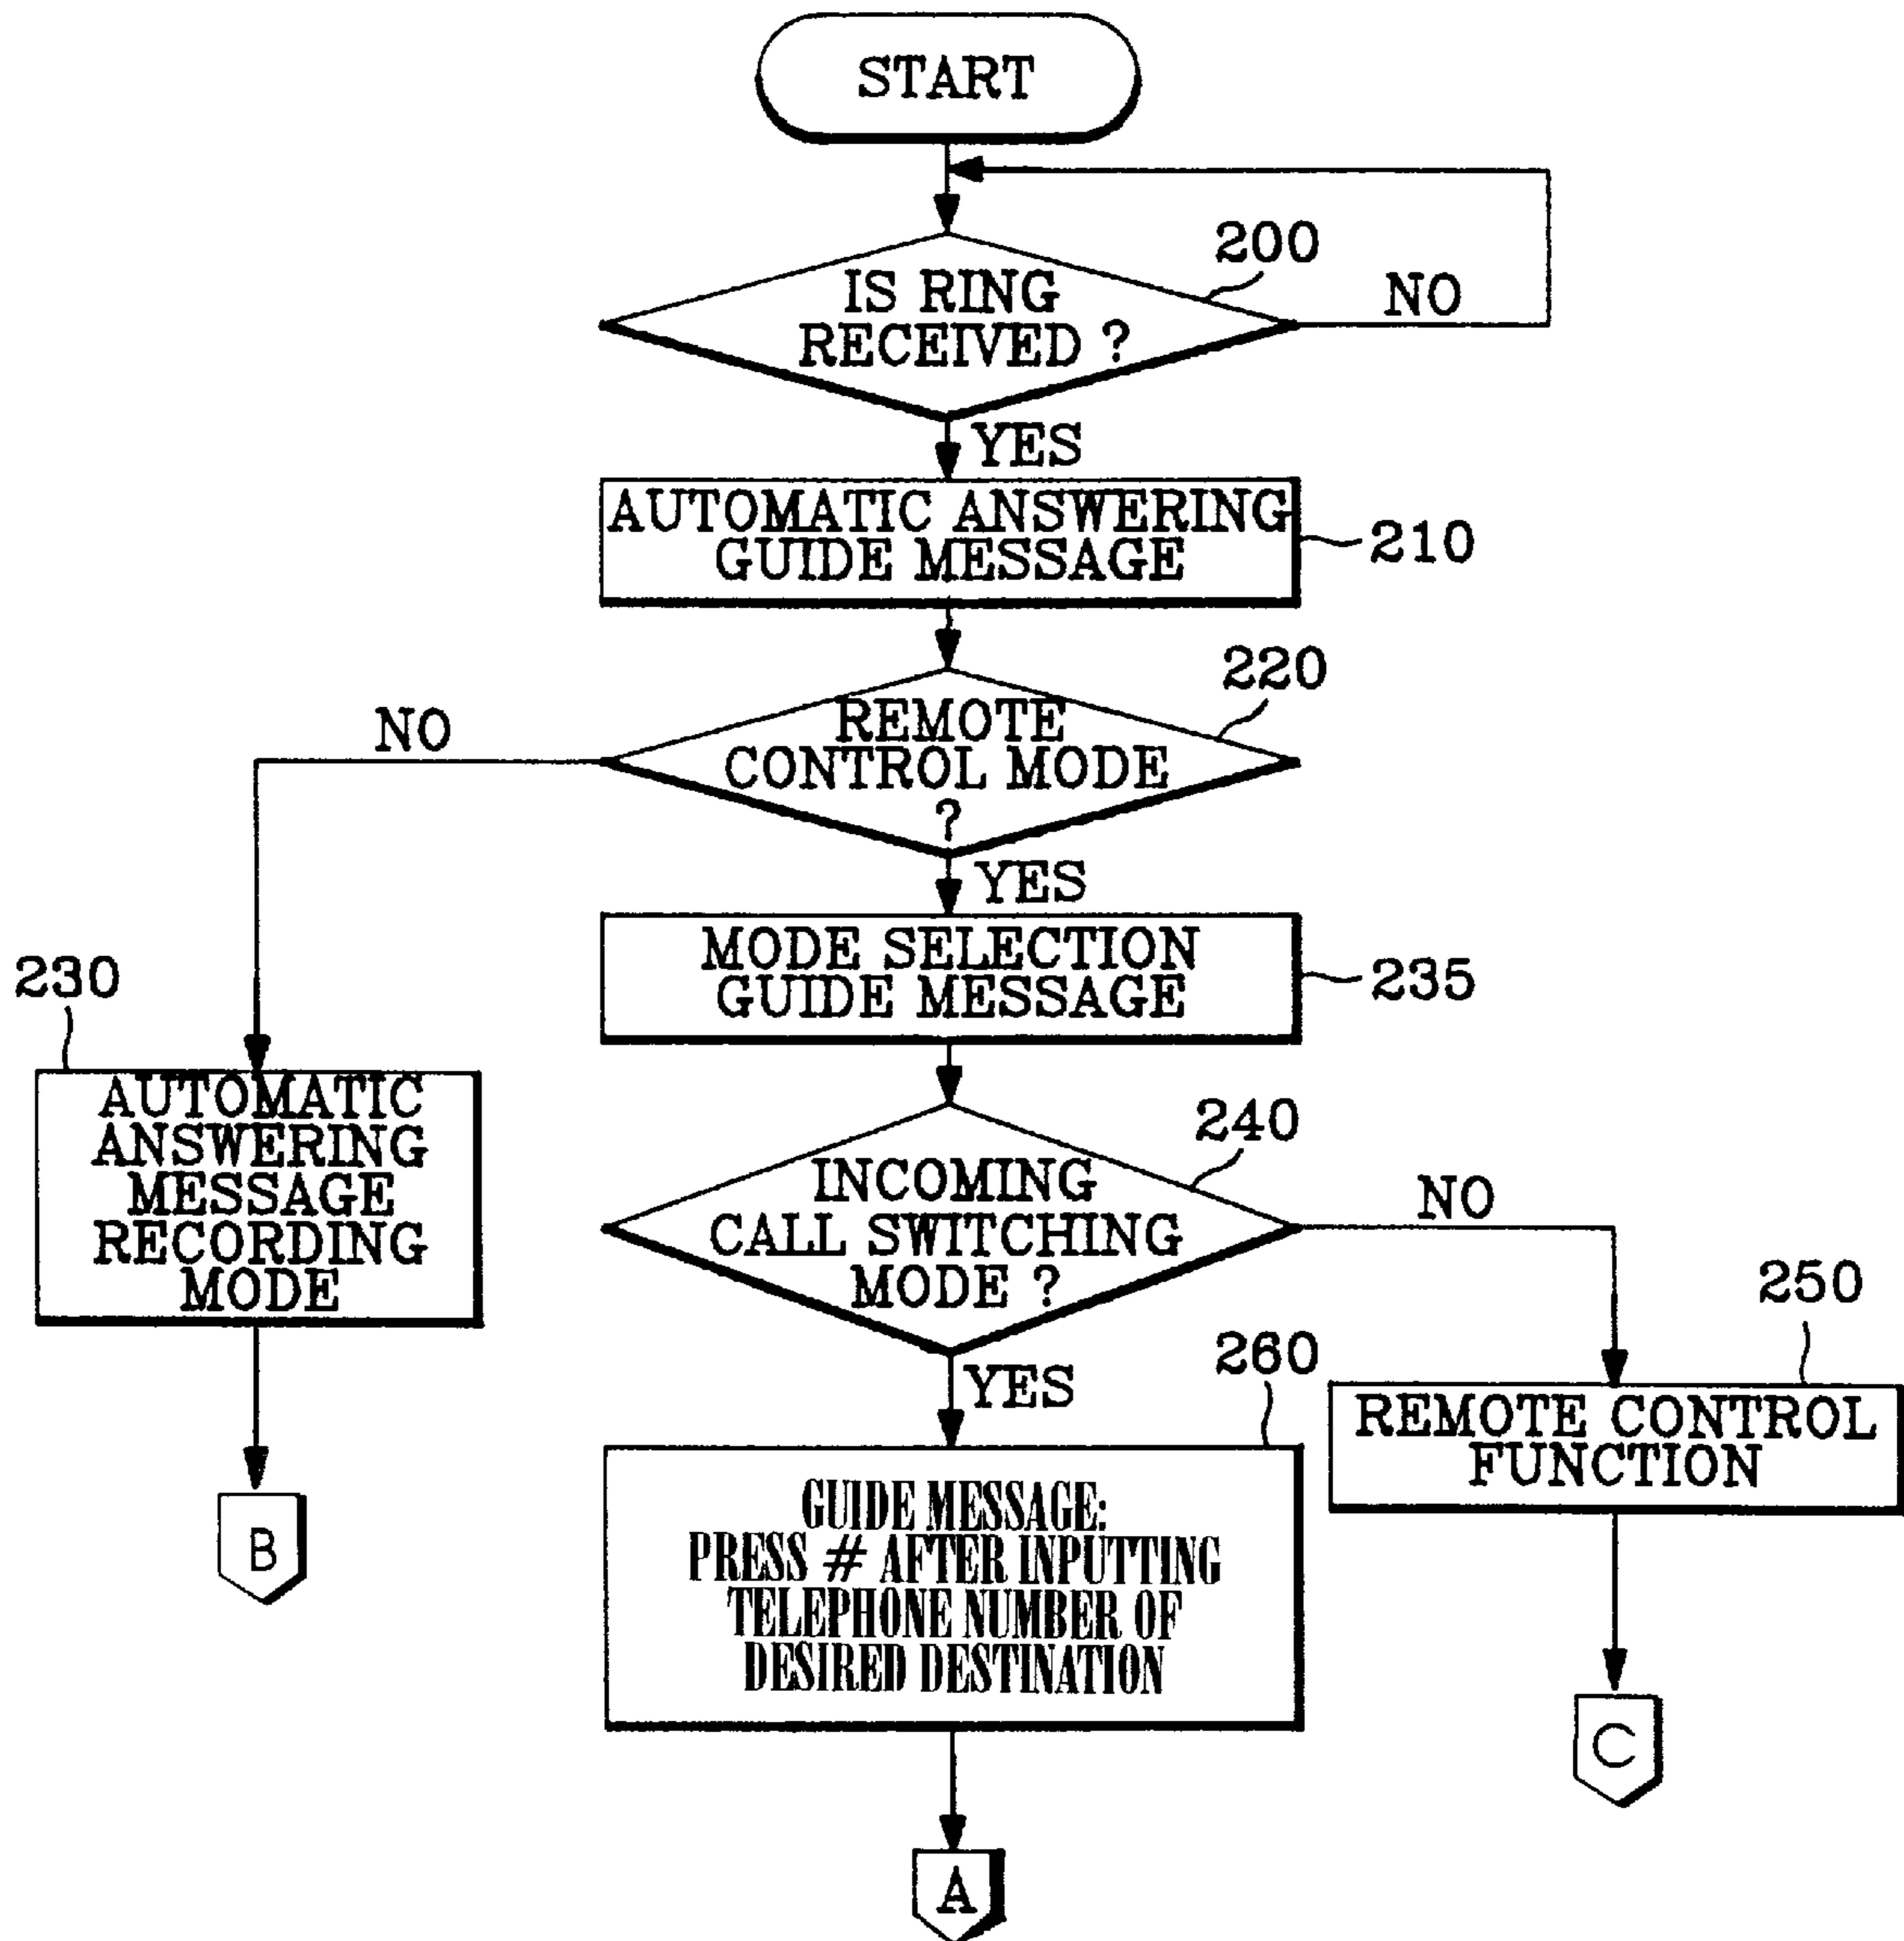 START
200
IS RING
RECEIVED ?
NO
YES
AUTOMATIC ANSWERING
GUIDE MESSAGE
210
220
REMOTE
CONTROL MODE
?
NO
YES
MODE SELECTION
GUIDE MESSAGE
235
230
AUTOMATIC
ANSWERING
MESSAGE
RECORDING
MODE
240
INCOMING
CALL SWITCHING
MODE ?
NO
YES
250
REMOTE CONTROL
FUNCTION
260
GUIDE MESSAGE:
PRESS # AFTER INPUTTING
TELEPHONE NUMBER OF
DESIRED DESTINATION
B
C
A